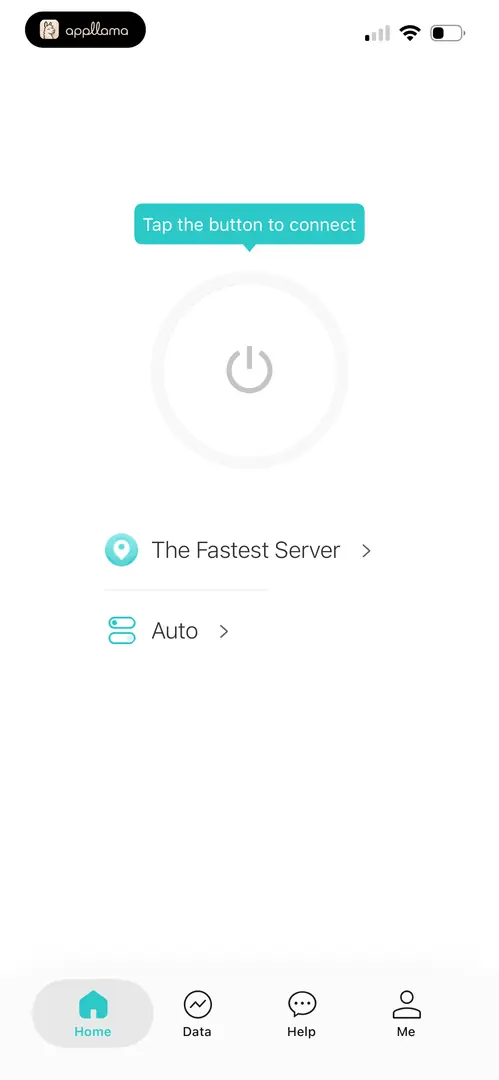 appllama
Tap the button to connect
The Fastest Server
Auto
Home
Data
Help
Me